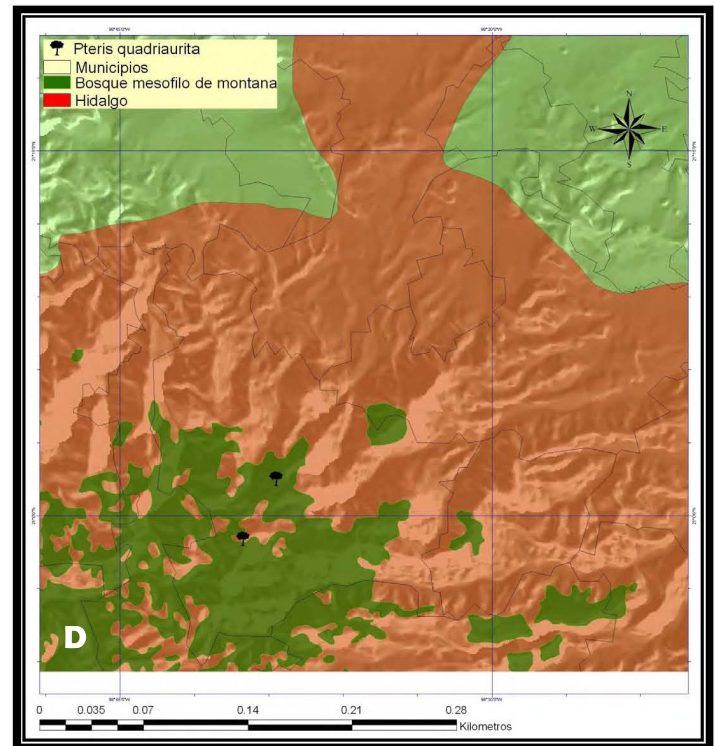 Pteris quadriaurita
Municipios
Bosque mesofilo de montana
Hidalgo
N
W
E
S
D
0 0.035 0.07 0.14 0.21 0.28
Kilometros